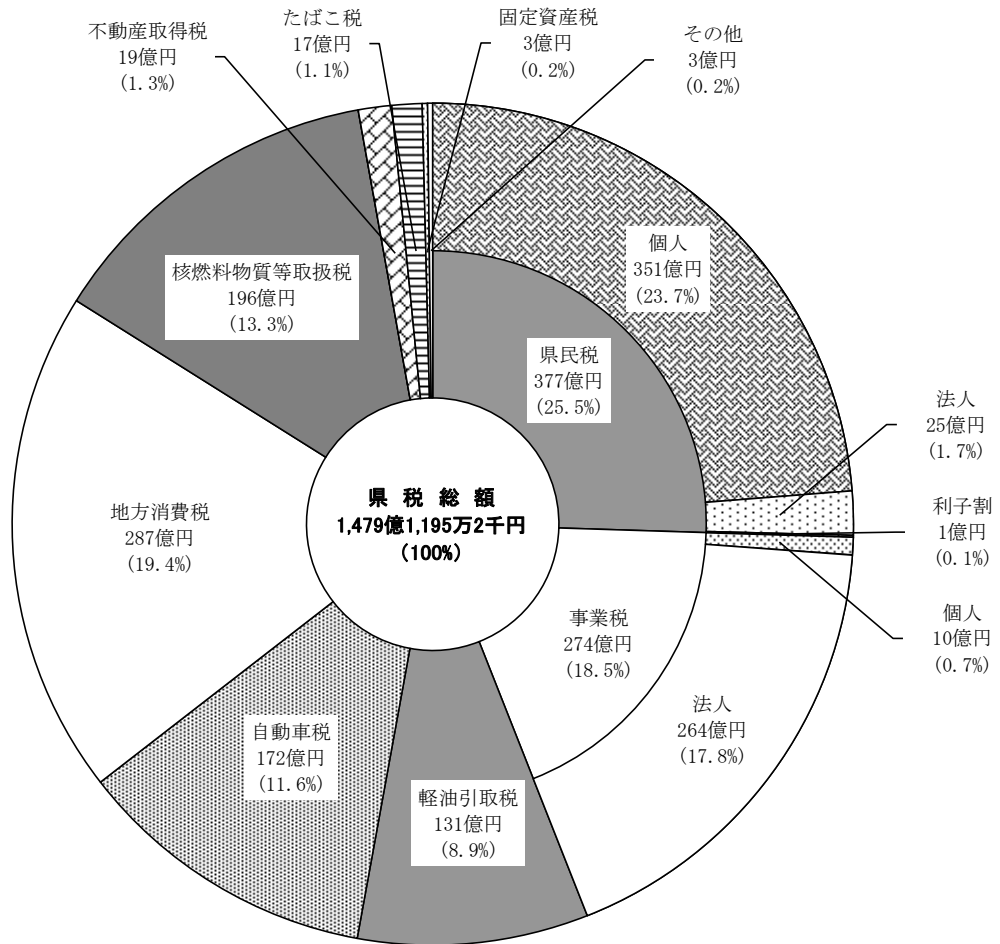 不動産取得税
19億円
(1.3%)
たばこ税
17億円
(1.1%)
固定資産税
3億円
(0.2%)
その他
3億円
(0.2%)
個人
351億円
(23.7%)
県民税
377億円
(25.5%)
法人
25億円
(1.7%)
利子割
1億円
(0.1%)
個人
10億円
(0.7%)
事業税
274億円
(18.5%)
法人
264億円
(17.8%)
軽油引取税
131億円
(8.9%)
自動車税
172億円
(11.6%)
地方消費税
287億円
(19.4%)
核燃料物質等取扱税
196億円
(13.3%)
県税総額
1,479億1,195万2千円
(100%)